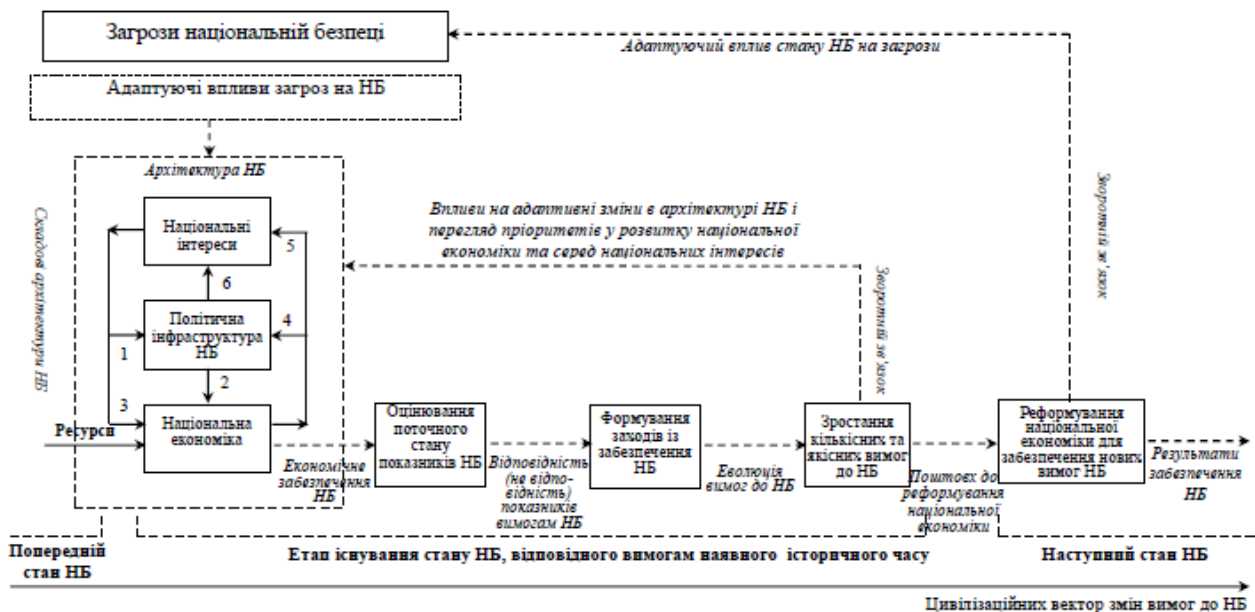 Загрози національній безпеці
Адаптуючий вплив стану НБ на загрози
Адаптуючі впливи загроз на НБ
Архітектура НБ
Складові архітектури НБ
Національні
інтереси
5
6
Політична
інфраструктура
НБ
4
1
2
3
Національна
економіка
Ресурси
Впливи на адаптивні зміни в архітектурі НБ і
перегляд пріоритетів у розвитку національної
економіки та серед національних інтересів
Зворотній зв'язок
Зворотній зв'язок
Економічне
забезпечення
НБ
Оцінювання
поточного
стану
показників НБ
Відповідність
(не відпо-
відність)
показників
вимогам НБ
Формування
заходів із
забезпечення
НБ
Еволюція
вимог до НБ
Зростання
кількісних та
якісних вимог
до НБ
Поштовх до
реформування
національної
економіки
Реформування
національної
економіки для
забезпечення нових
вимог НБ
Результати
забезпечення
НБ
Попередній
стан НБ
Етап існування стану НБ, відповідного вимогам наявного історичного часу
Наступний стан НБ
Цивілізаційних вектор змін вимог до НБ